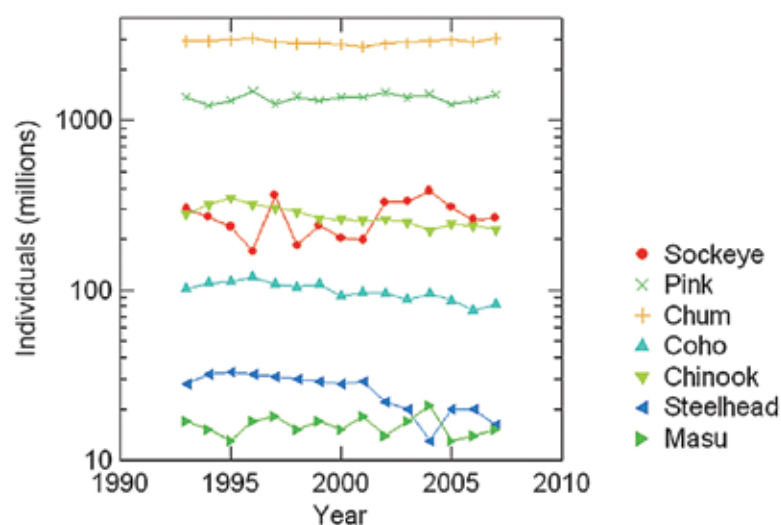 Individuals (millions)
1000
100
10
1990
1995
2000
2005
2010
Year
Sockeye
Pink
Chum
Coho
Chinook
Steelhead
Masu